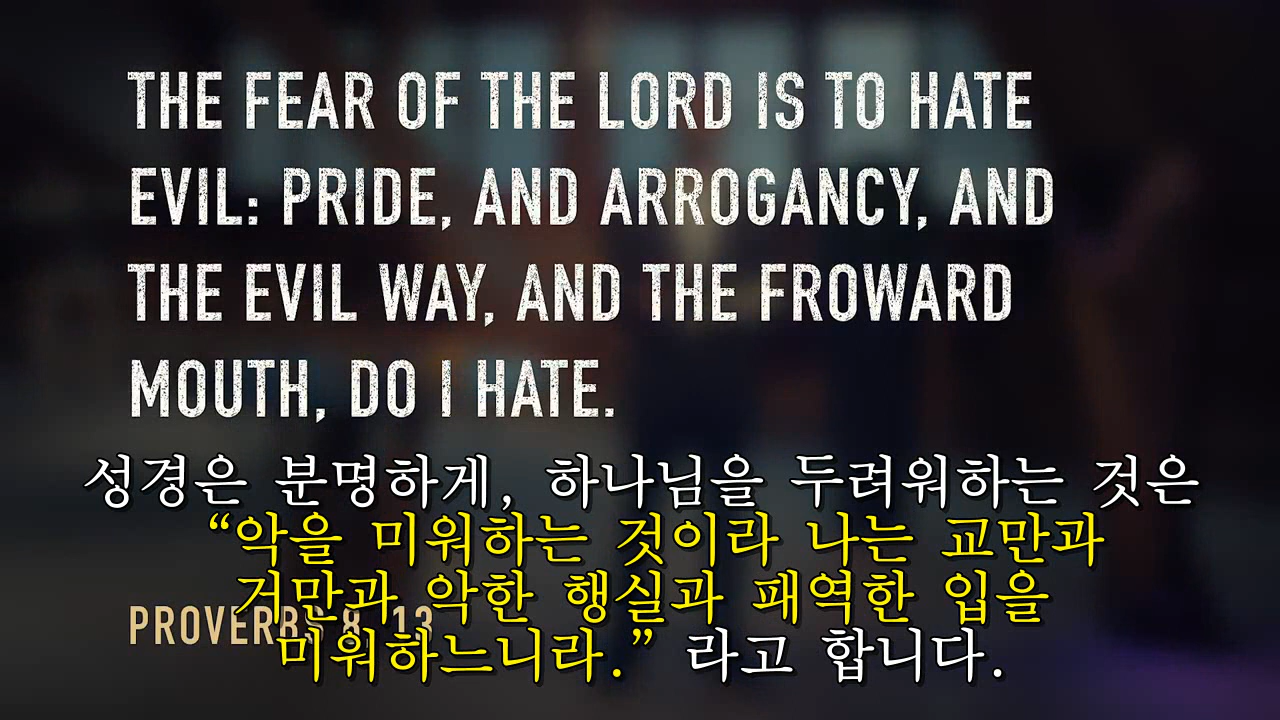 THE FEAR OF THE LORD IS TO HATE
EVIL: PRIDE, AND ARROGANCY, AND
THE EVIL WAY, AND THE FROWARD
MOUTH, DO I HATE.
성경은 분명하게, 하나님을 두려워하는 것은
“악을 미워하는 것이라 나는 교만과
거만과 악한 행실과 패역한 입을
PROVERBS 8:13
미워하느니라.” 라고 합니다.